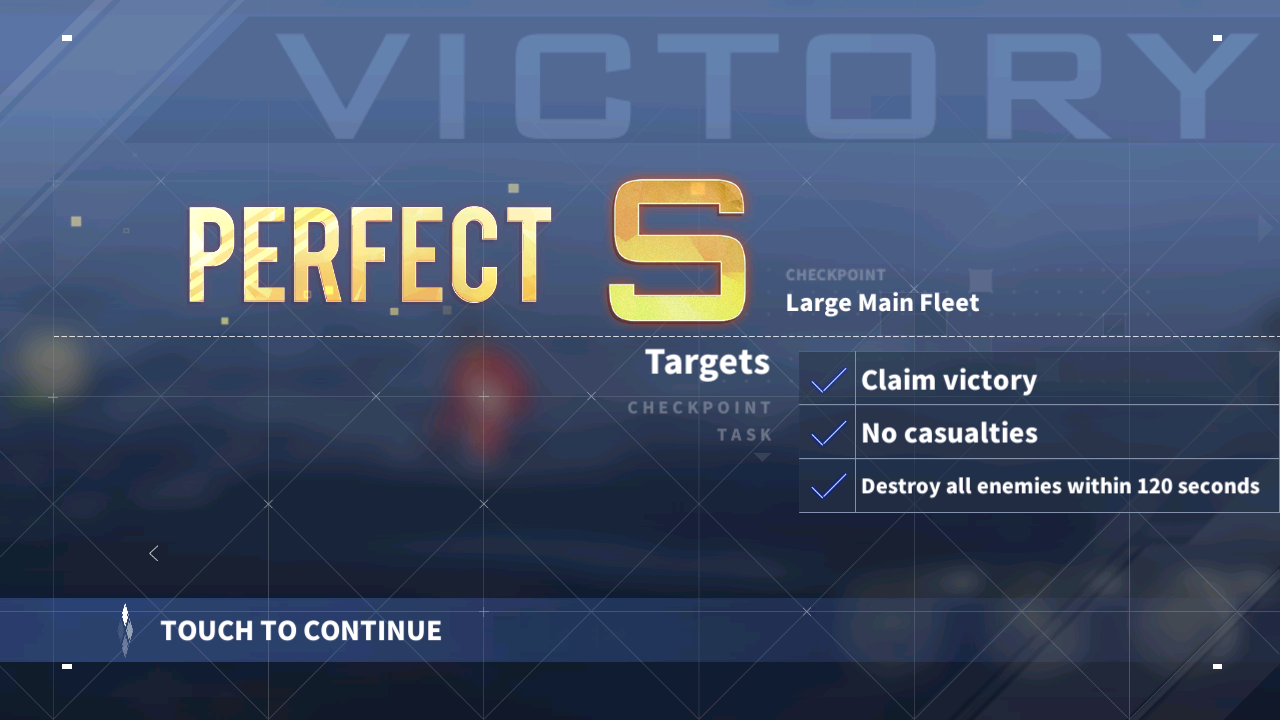 VICTORY
PERFECT S
CHECKPOINT
Large Main Fleet
Targets
CHECKPOINT
TASK
Claim victory
No casualties
Destroy all enemies within 120 seconds
TOUCH TO CONTINUE